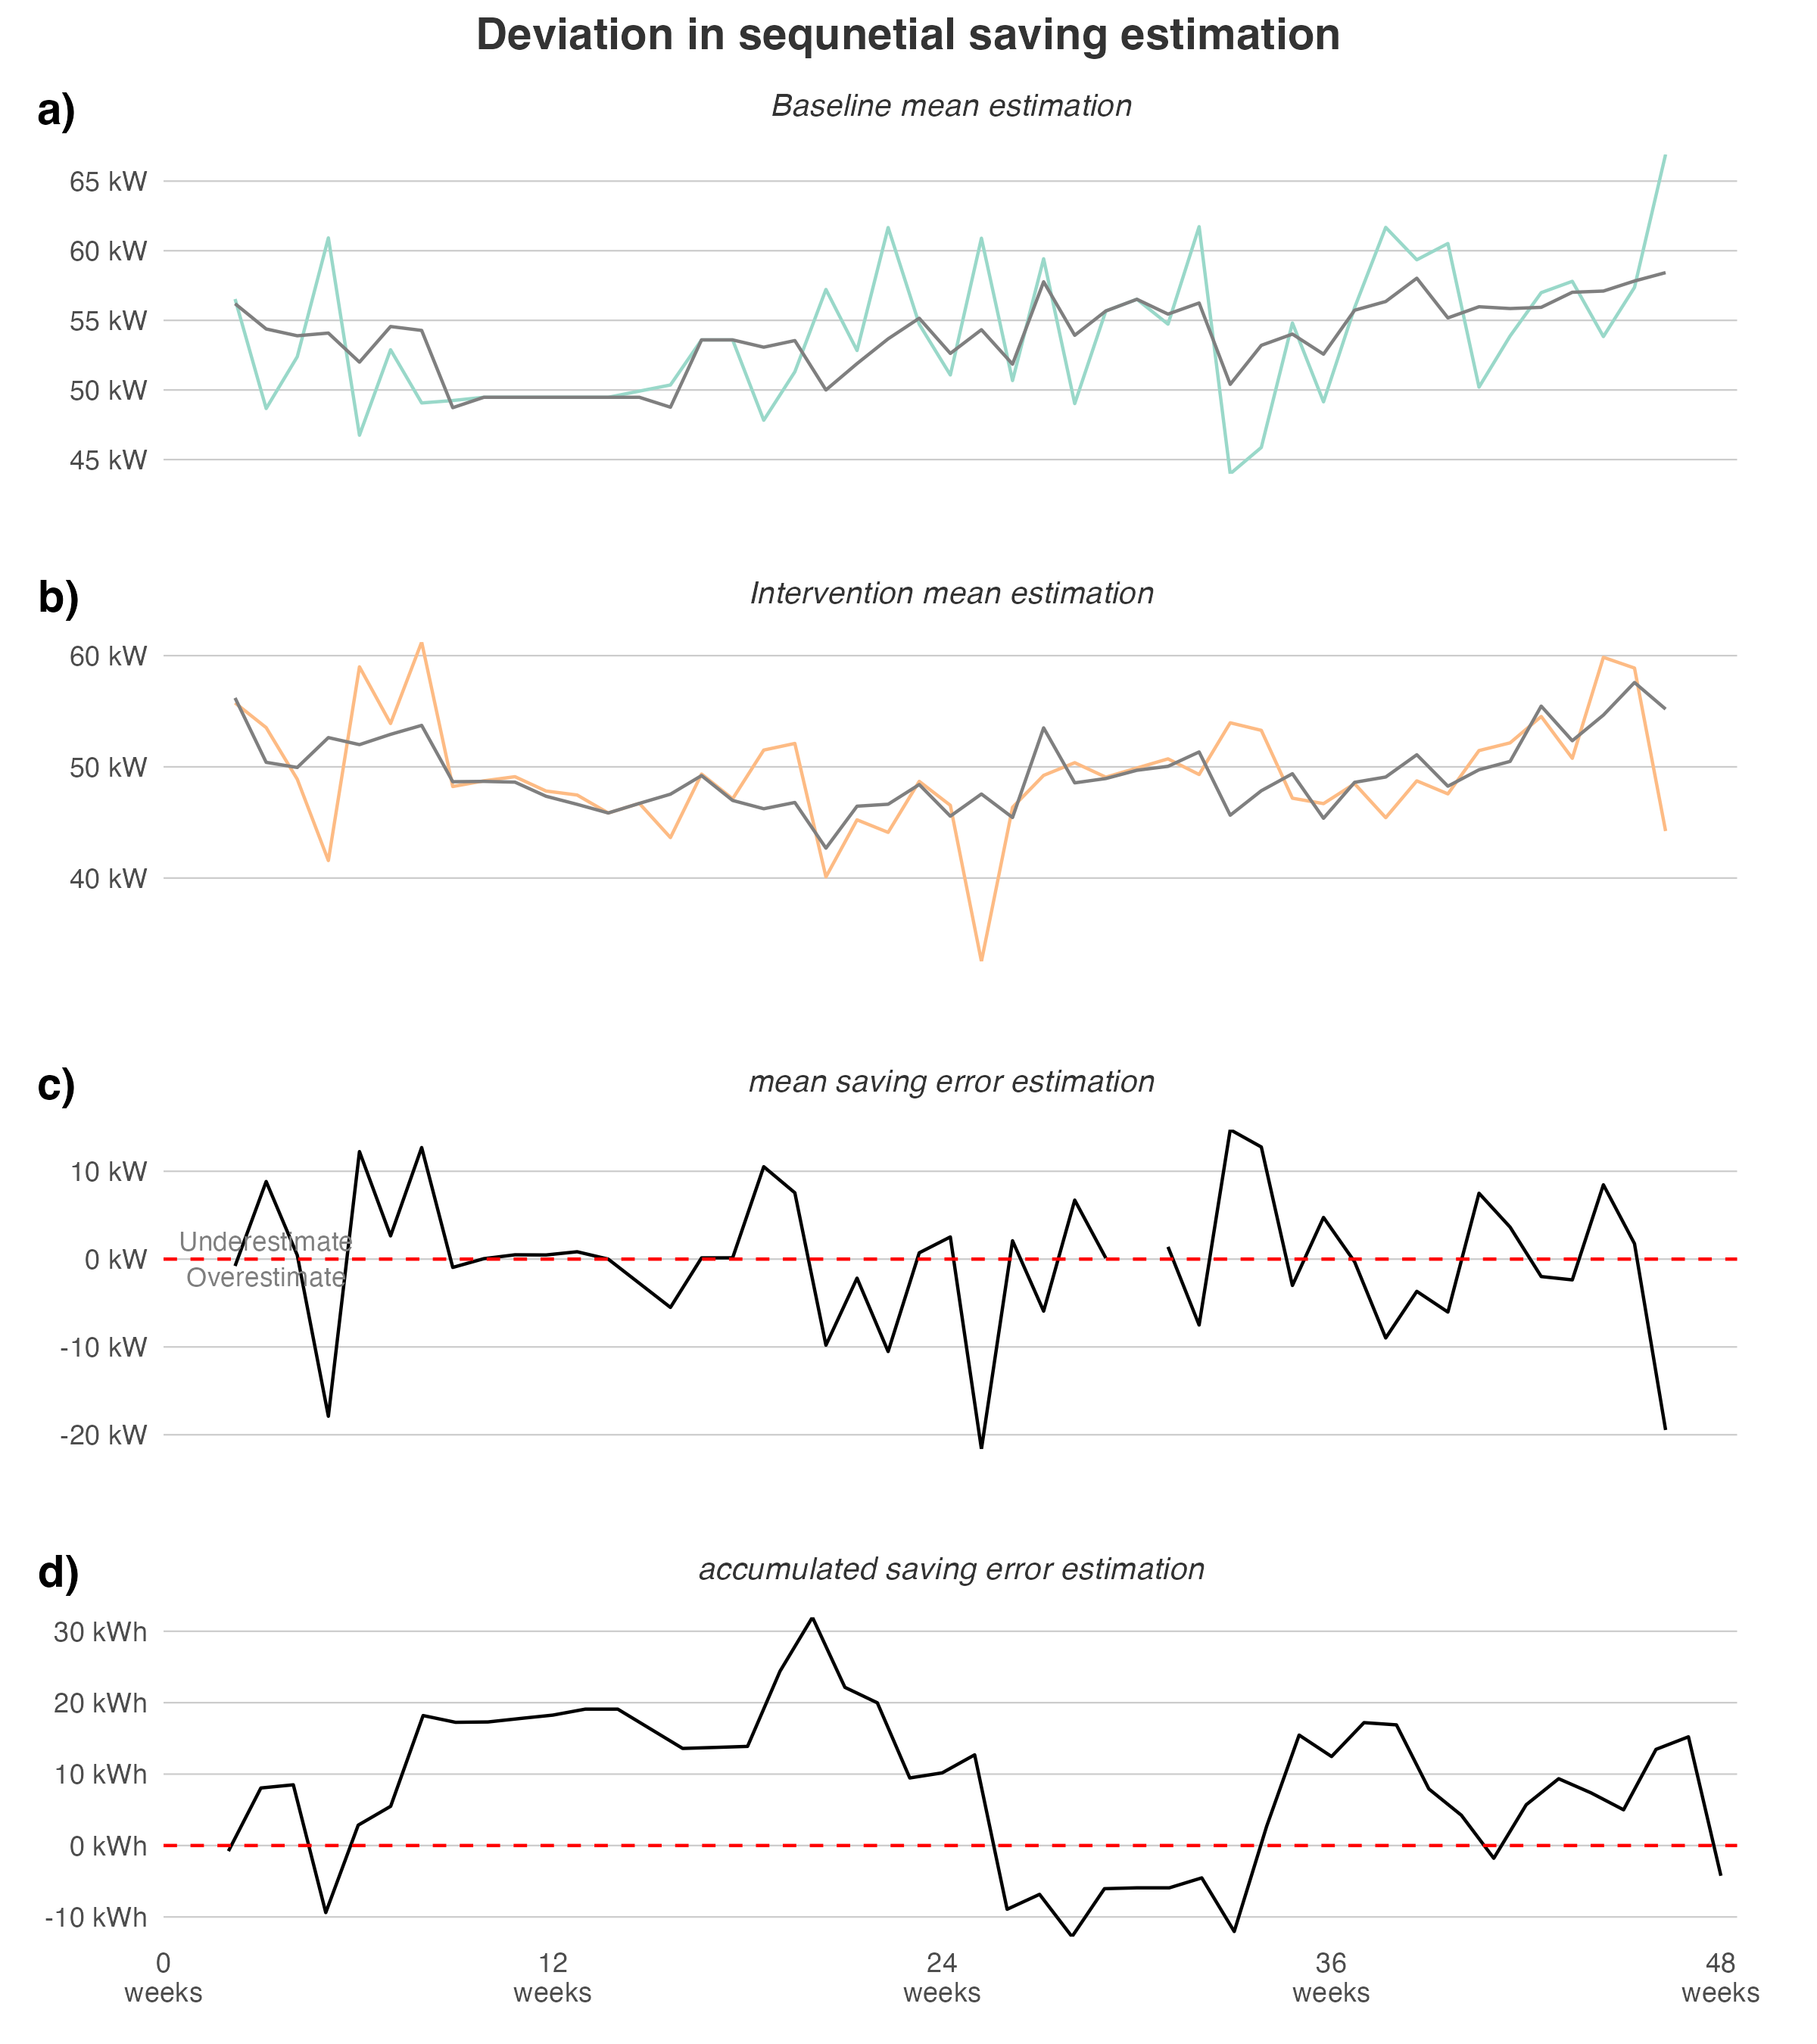 Deviation in sequnetial saving estimation
a)
Baseline mean estimation
65 kW
60 kW
55 kW
50 kW
45 kW
b)
Intervention mean estimation
60 kW
50 kW
40 kW
c)
mean saving error estimation
10 kW
Underestimate
0 kW
Overestimate
-10 kW
-20 kW
d)
accumulated saving error estimation
30 kWh
20 kWh
10 kWh
0 kWh
-10 kWh
0 12 24 36 48
weeks weeks weeks weeks weeks